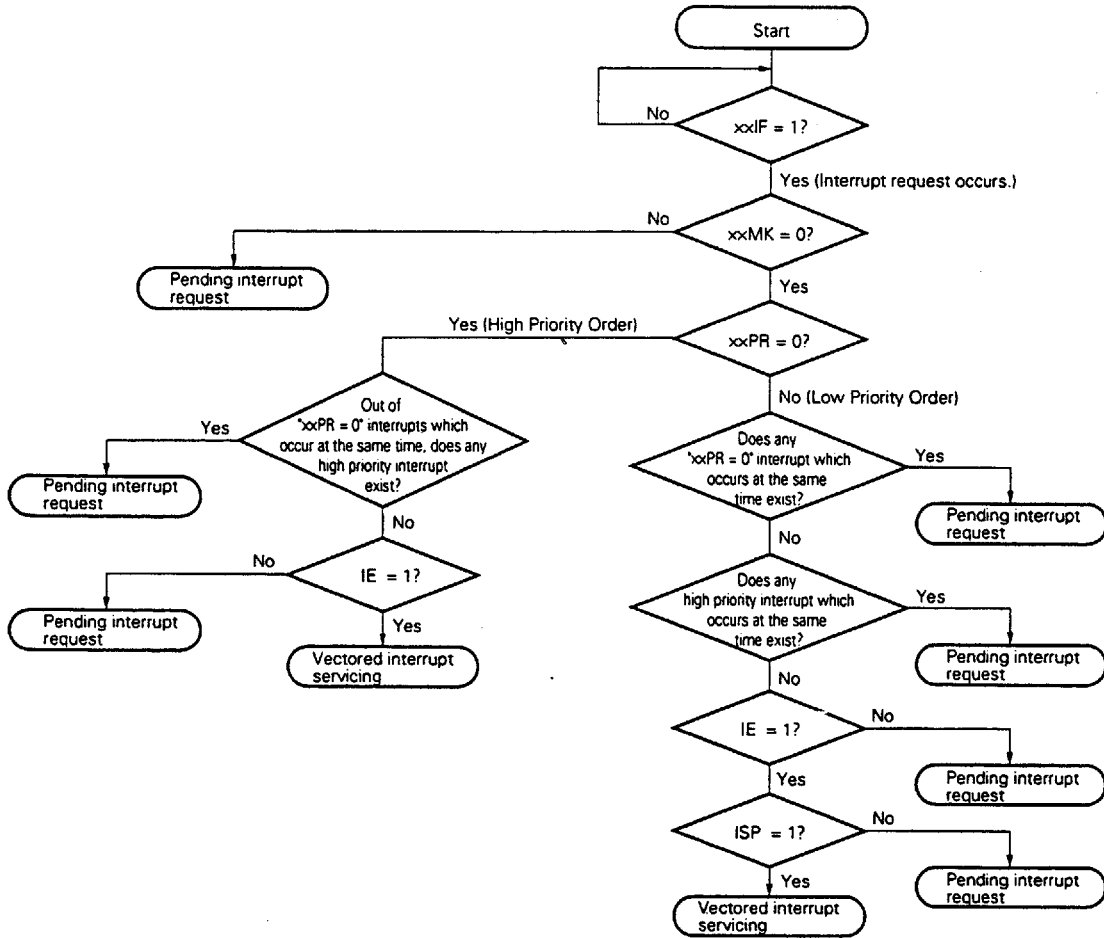 Start
No
xxIF = 1?
Yes (Interrupt request occurs.)
No
xxMK = 0?
Pending interrupt
request
Yes
Yes (High Priority Order)
xxPR = 0?
No (Low Priority Order)
Out of
"xxPR = 0" interrupts which
occur at the same time, does any
high priority interrupt
exist?
Yes
Pending interrupt
request
No
Does any
"xxPR = 0" interrupt which
occurs at the same
time exist?
Yes
Pending interrupt
request
No
No
IE = 1?
Pending interrupt
request
Yes
Vectored interrupt
servicing
Does any
high priority interrupt which
occurs at the same
time exist?
Yes
Pending interrupt
request
No
IE = 1?
No
Pending interrupt
request
Yes
ISP = 1?
No
Pending interrupt
request
Yes
Vectored interrupt
servicing